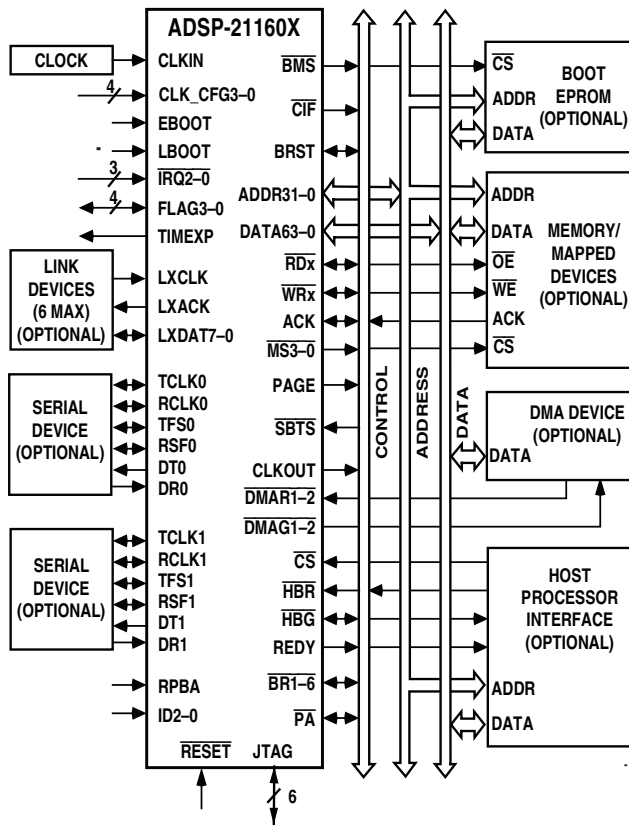 ADSP-21160X
CLOCK
CLKIN
4
CLK_CFG3–0
EBOOT
LBOOT
3
IRQ2–0
4
FLAG3–0
TIMEXP
LINK
DEVICES
(6 MAX)
(OPTIONAL)
LXCLK
LXACK
LXDAT7–0
SERIAL
DEVICE
(OPTIONAL)
TCLK0
RCLK0
TFS0
RSF0
DT0
DR0
SERIAL
DEVICE
(OPTIONAL)
TCLK1
RCLK1
TFS1
RSF1
DT1
DR1
RPBA
ID2–0
RESET
JTAG
6
BMS
CIF
BRST
ADDR31–0
DATA63–0
RDx
WRx
ACK
MS3–0
PAGE
SBTS
CLKOUT
DMAR1–2
DMAG1–2
CS
HBR
HBG
REDY
BR1–6
PA
CONTROL
ADDRESS
DATA
CS
ADDR
DATA
BOOT
EPROM
(OPTIONAL)
ADDR
DATA
OE
WE
ACK
CS
MEMORY/
MAPPED
DEVICES
(OPTIONAL)
DMA DEVICE
(OPTIONAL)
DATA
HOST
PROCESSOR
INTERFACE
(OPTIONAL)
ADDR
DATA